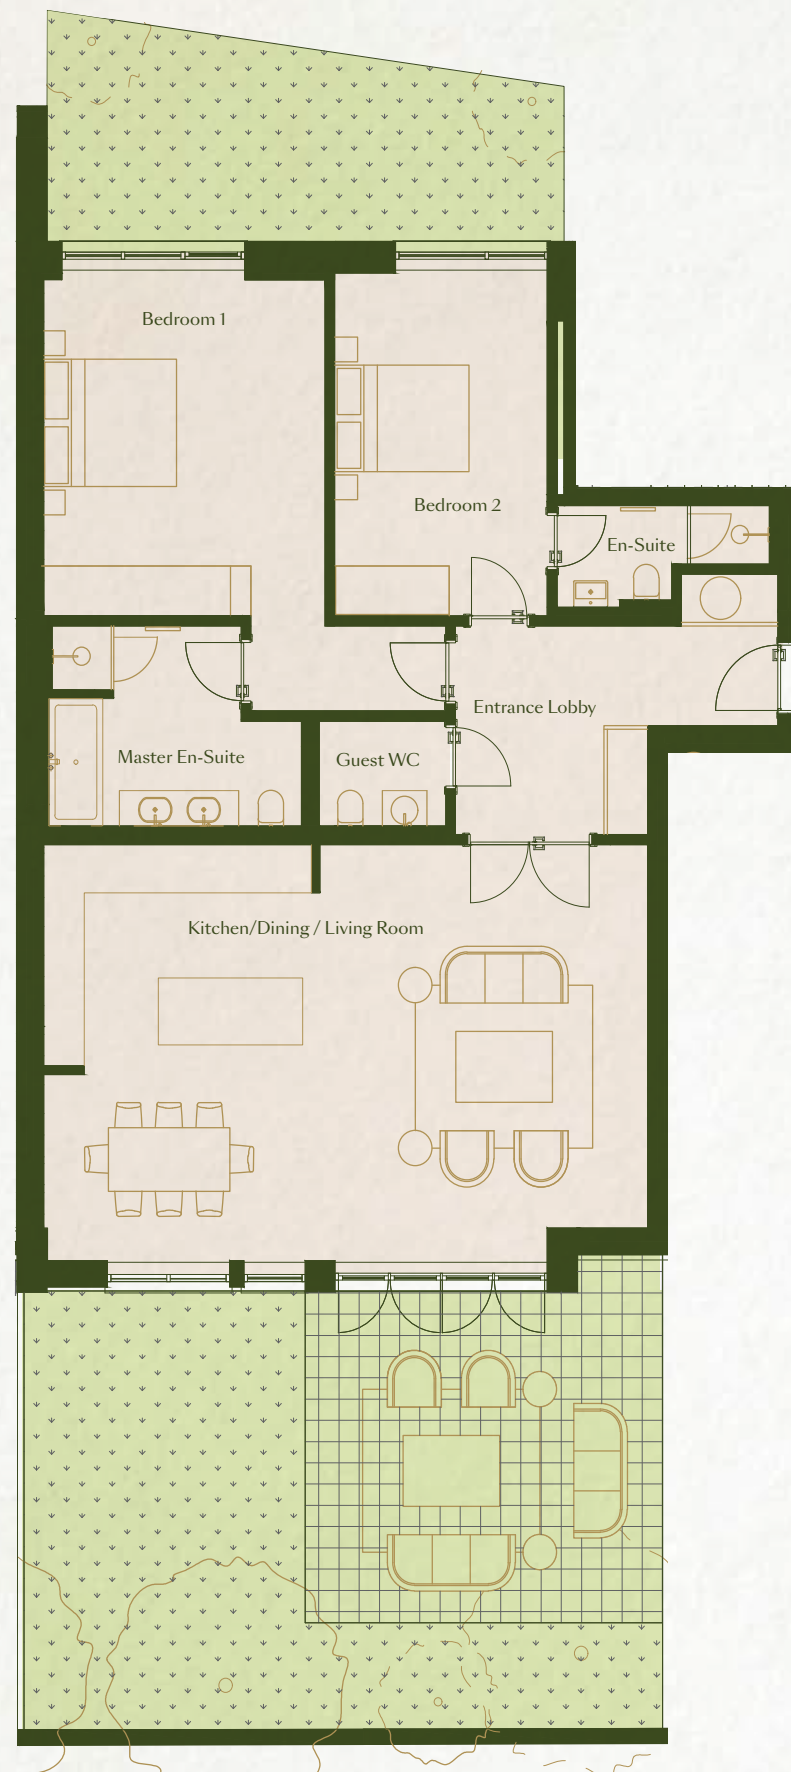 Bedroom 1
Bedroom 2
En-Suite
Entrance Lobby
Master En-Suite
Guest WC
Kitchen/Dining / Living Room